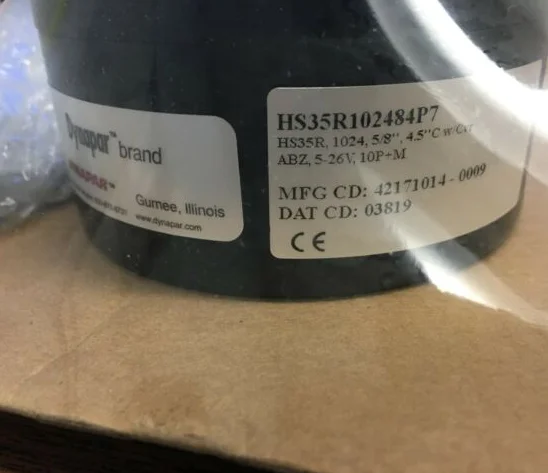 Dynapar™ brand
Gurnee, Illinois
www.dynapar.com
HS35R102484P7
HS35R, 1024, 5/8", 4.5"C w/Cvr
ABZ, 5-26V, 10P+M
MFG CD: 42171014 - 0009
DAT CD: 03819
CE